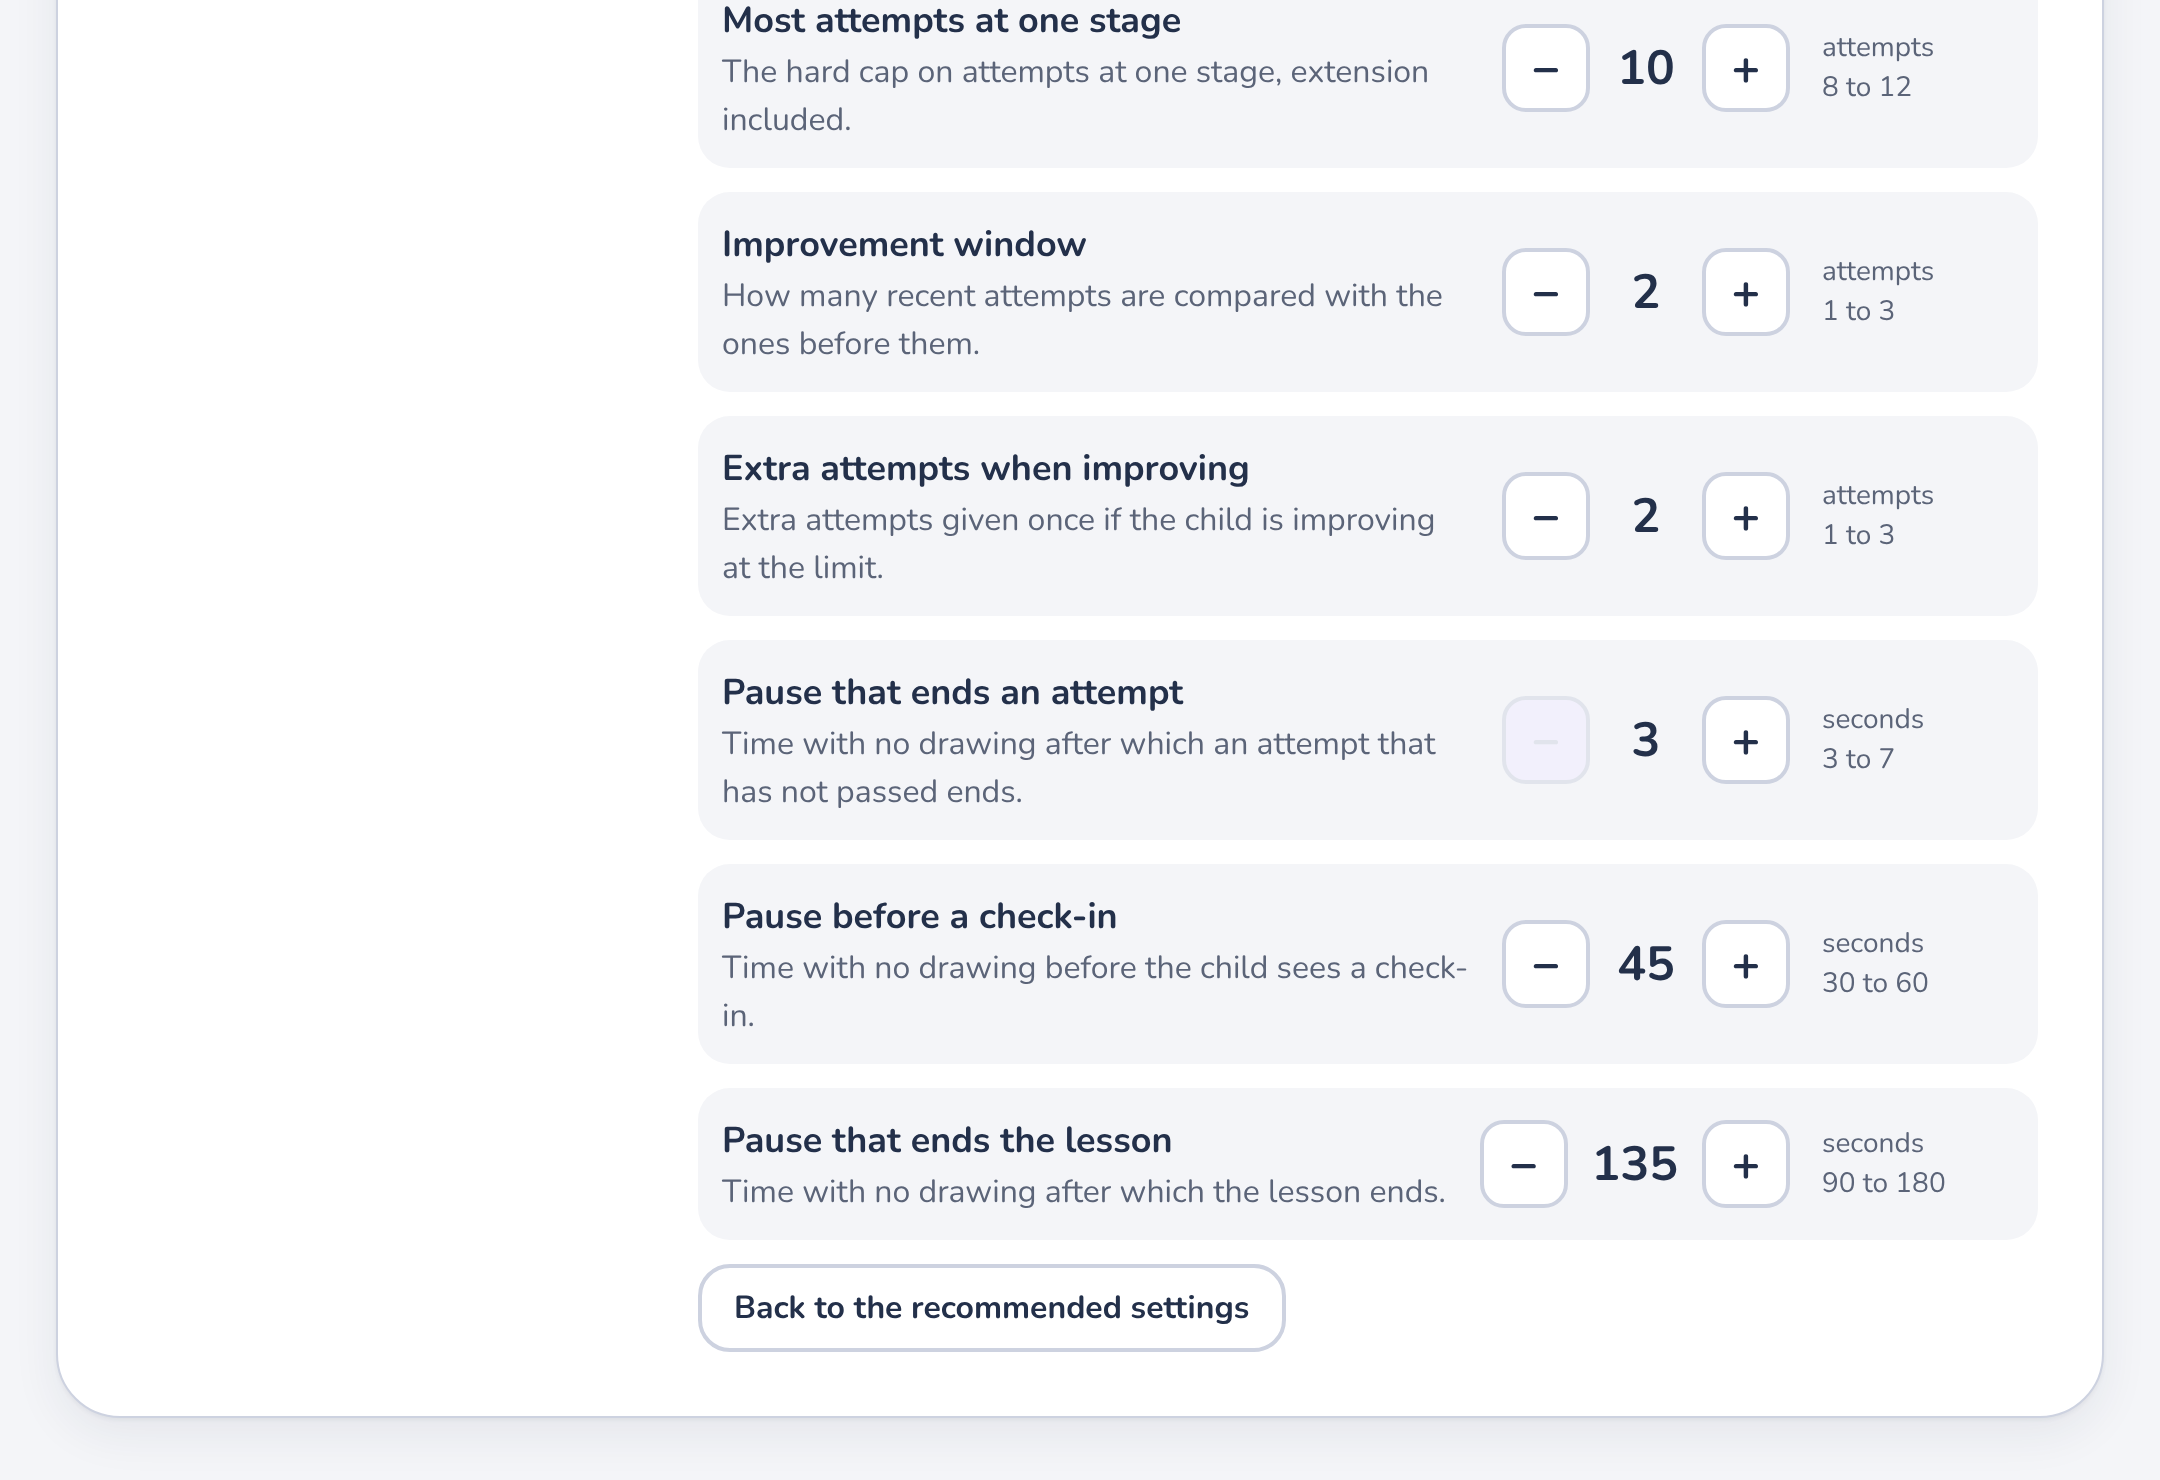 Most attempts at one stage
The hard cap on attempts at one stage, extension
included.
− 10 +
attempts
8 to 12
Improvement window
How many recent attempts are compared with the
ones before them.
− 2 +
attempts
1 to 3
Extra attempts when improving
Extra attempts given once if the child is improving
at the limit.
− 2 +
attempts
1 to 3
Pause that ends an attempt
Time with no drawing after which an attempt that
has not passed ends.
− 3 +
seconds
3 to 7
Pause before a check-in
Time with no drawing before the child sees a check-
in.
− 45 +
seconds
30 to 60
Pause that ends the lesson
Time with no drawing after which the lesson ends.
− 135 +
seconds
90 to 180
Back to the recommended settings